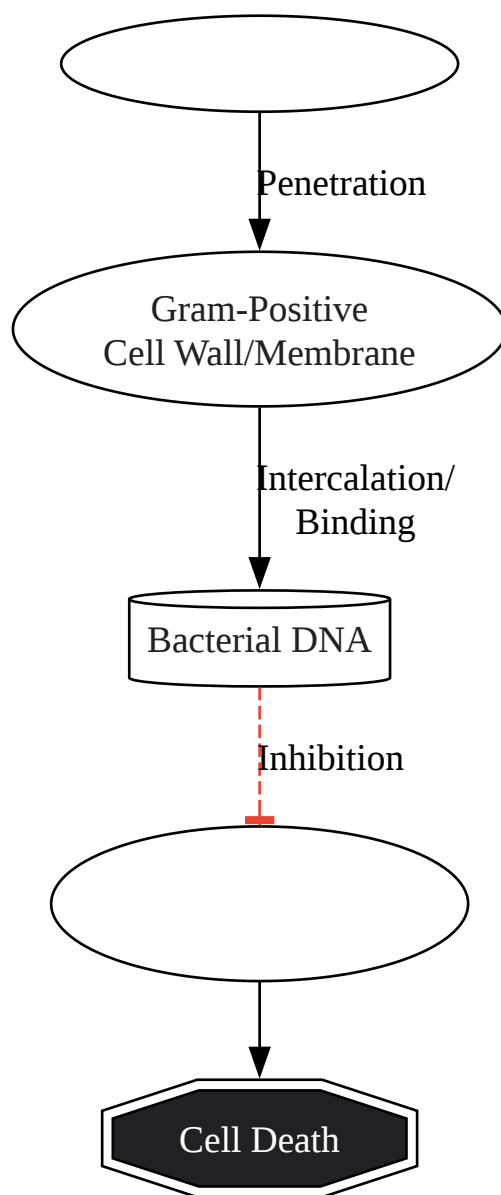 Penetration
Gram-Positive
Cell Wall/Membrane
Intercalation/
Binding
Bacterial DNA
Inhibition
Cell Death